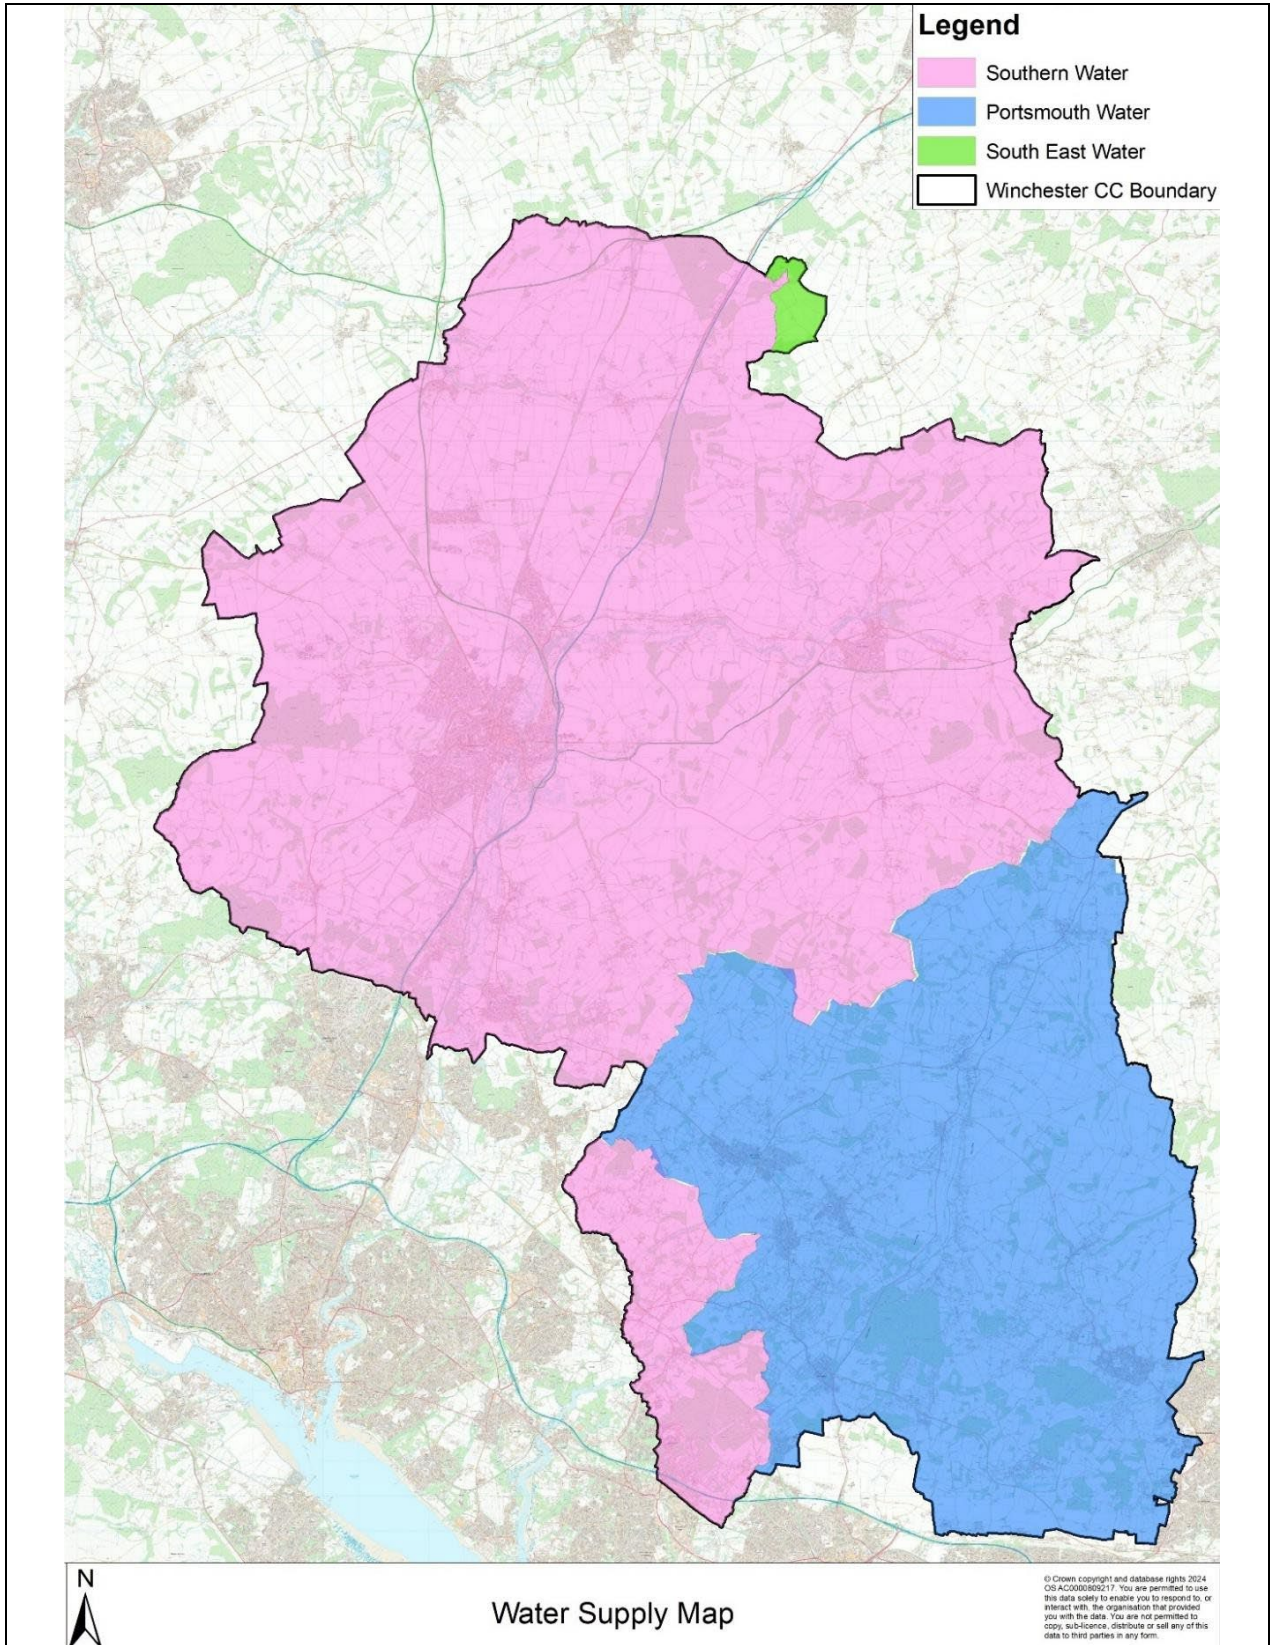 Legend
Southern Water
Portsmouth Water
South East Water
Winchester CC Boundary
N
Water Supply Map
© Crown copyright and database rights 2024
OS AC0000809217. You are permitted to use
this data solely to enable you to respond to, or
interact with, the organisation that provided
you with the data. You are not permitted to
copy, sub-licence, distribute or sell any of this
data to third parties in any form.